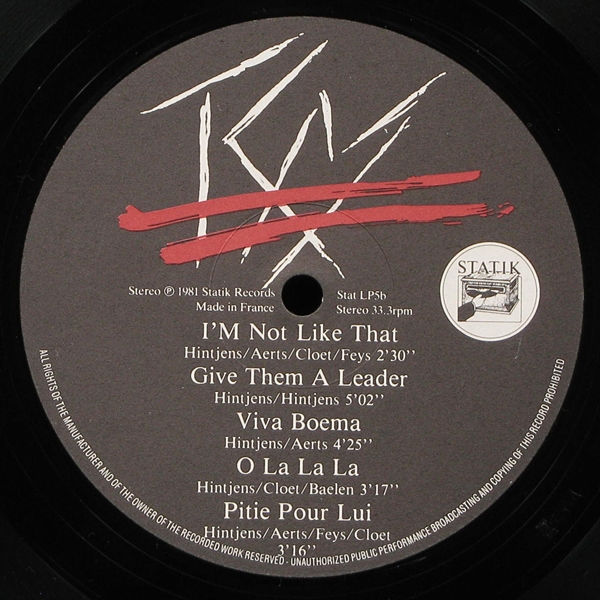 TC
STATIK
Stereo ℗ 1981 Statik Records
Made in France
Stat LP5b
Stereo 33.3rpm
I'M Not Like That
Hintjens/Aerts/Cloet/Feys 2'30''
Give Them A Leader
Hintjens/Hintjens 5'02''
Viva Boema
Hintjens/Aerts 4'25''
O La La La
Hintjens/Cloet/Baelen 3'17''
Pitie Pour Lui
Hintjens/Aerts/Feys/Cloet
3'16''
ALL RIGHTS OF THE MANUFACTURER AND OF THE OWNER OF THE RECORDED WORK RESERVED - UNAUTHORIZED PUBLIC PERFORMANCE BROADCASTING AND COPYING OF THIS RECORD PROHIBITED